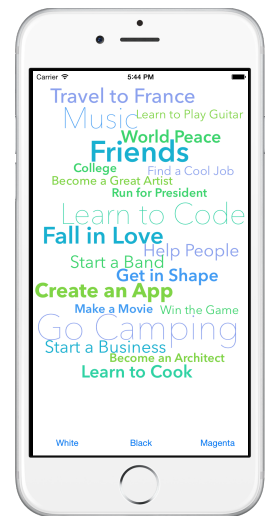 Carrier 5:44 PM
Travel to France
Music Learn to Play Guitar
World Peace
Friends
College Find a Cool Job
Become a Great Artist
Run for President
Learn to Code
Fall in Love
Help People
Start a Band
Get in Shape
Create an App
Make a Movie Win the Game
Go Camping
Start a Business
Become an Architect
Learn to Cook
White Black Magenta